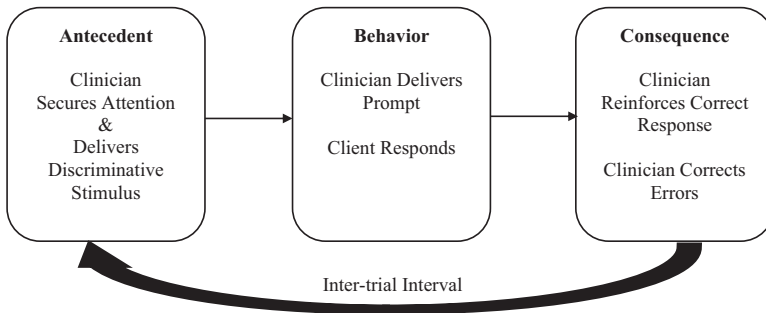 Antecedent
Clinician
Secures Attention
&
Delivers
Discriminative
Stimulus
Behavior
Clinician Delivers
Prompt
Client Responds
Consequence
Clinician
Reinforces Correct
Response
Clinician Corrects
Errors
Inter-trial Interval